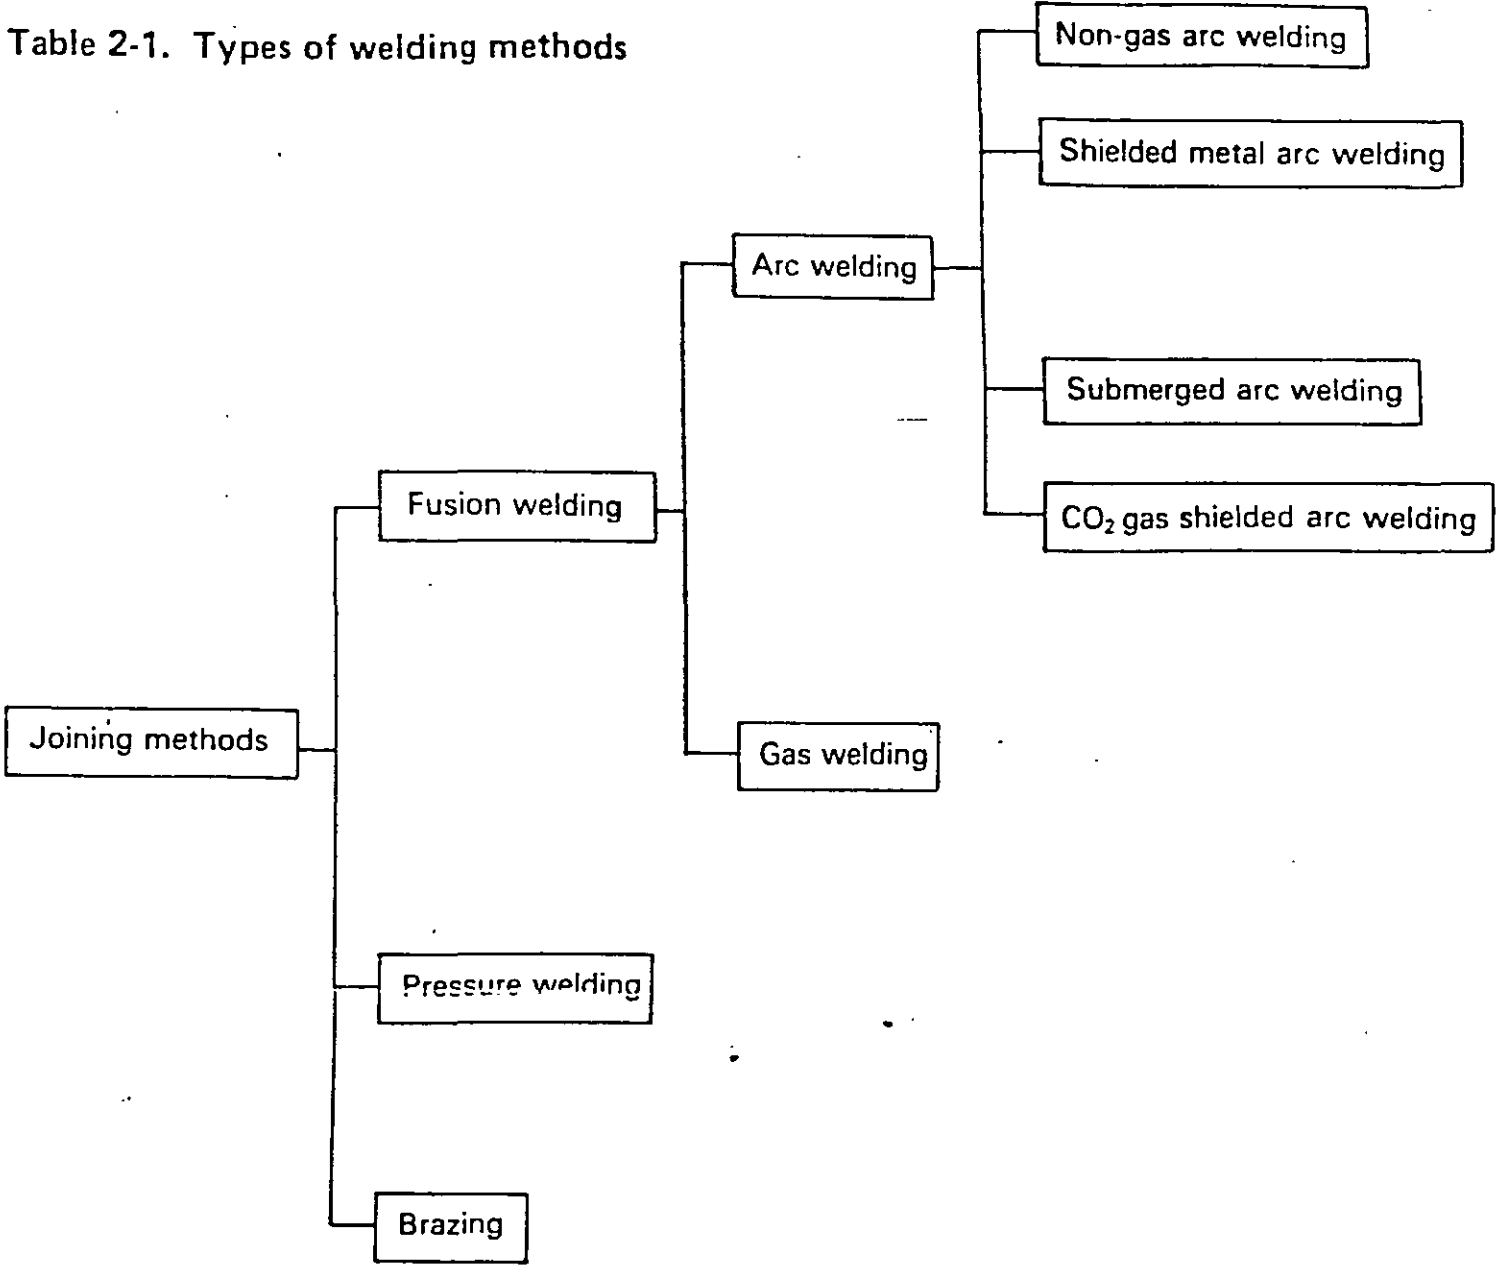 Table 2-1. Types of welding methods
Non-gas arc welding
Shielded metal arc welding
Arc welding
Submerged arc welding
Fusion welding
CO₂ gas shielded arc welding
Joining methods
Gas welding
Pressure welding
Brazing